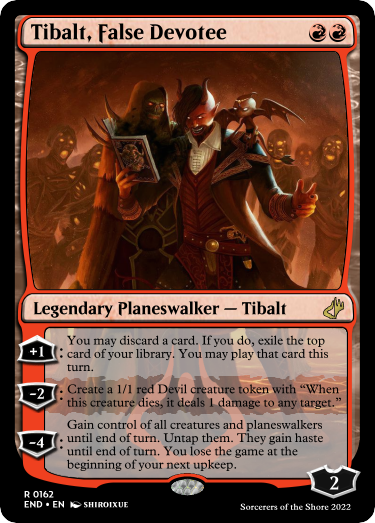 Tibalt, False Devotee
Legendary Planeswalker — Tibalt
+1
: You may discard a card. If you do, exile the top
card of your library. You may play that card this
turn.
-2
: Create a 1/1 red Devil creature token with “When
this creature dies, it deals 1 damage to any target.”
-4
: Gain control of all creatures and planeswalkers
until end of turn. Untap them. They gain haste
until end of turn. You lose the game at the
beginning of your next upkeep.
2
R 0162
END • EN SHIROIXUE
Sorcerers of the Shore 2022